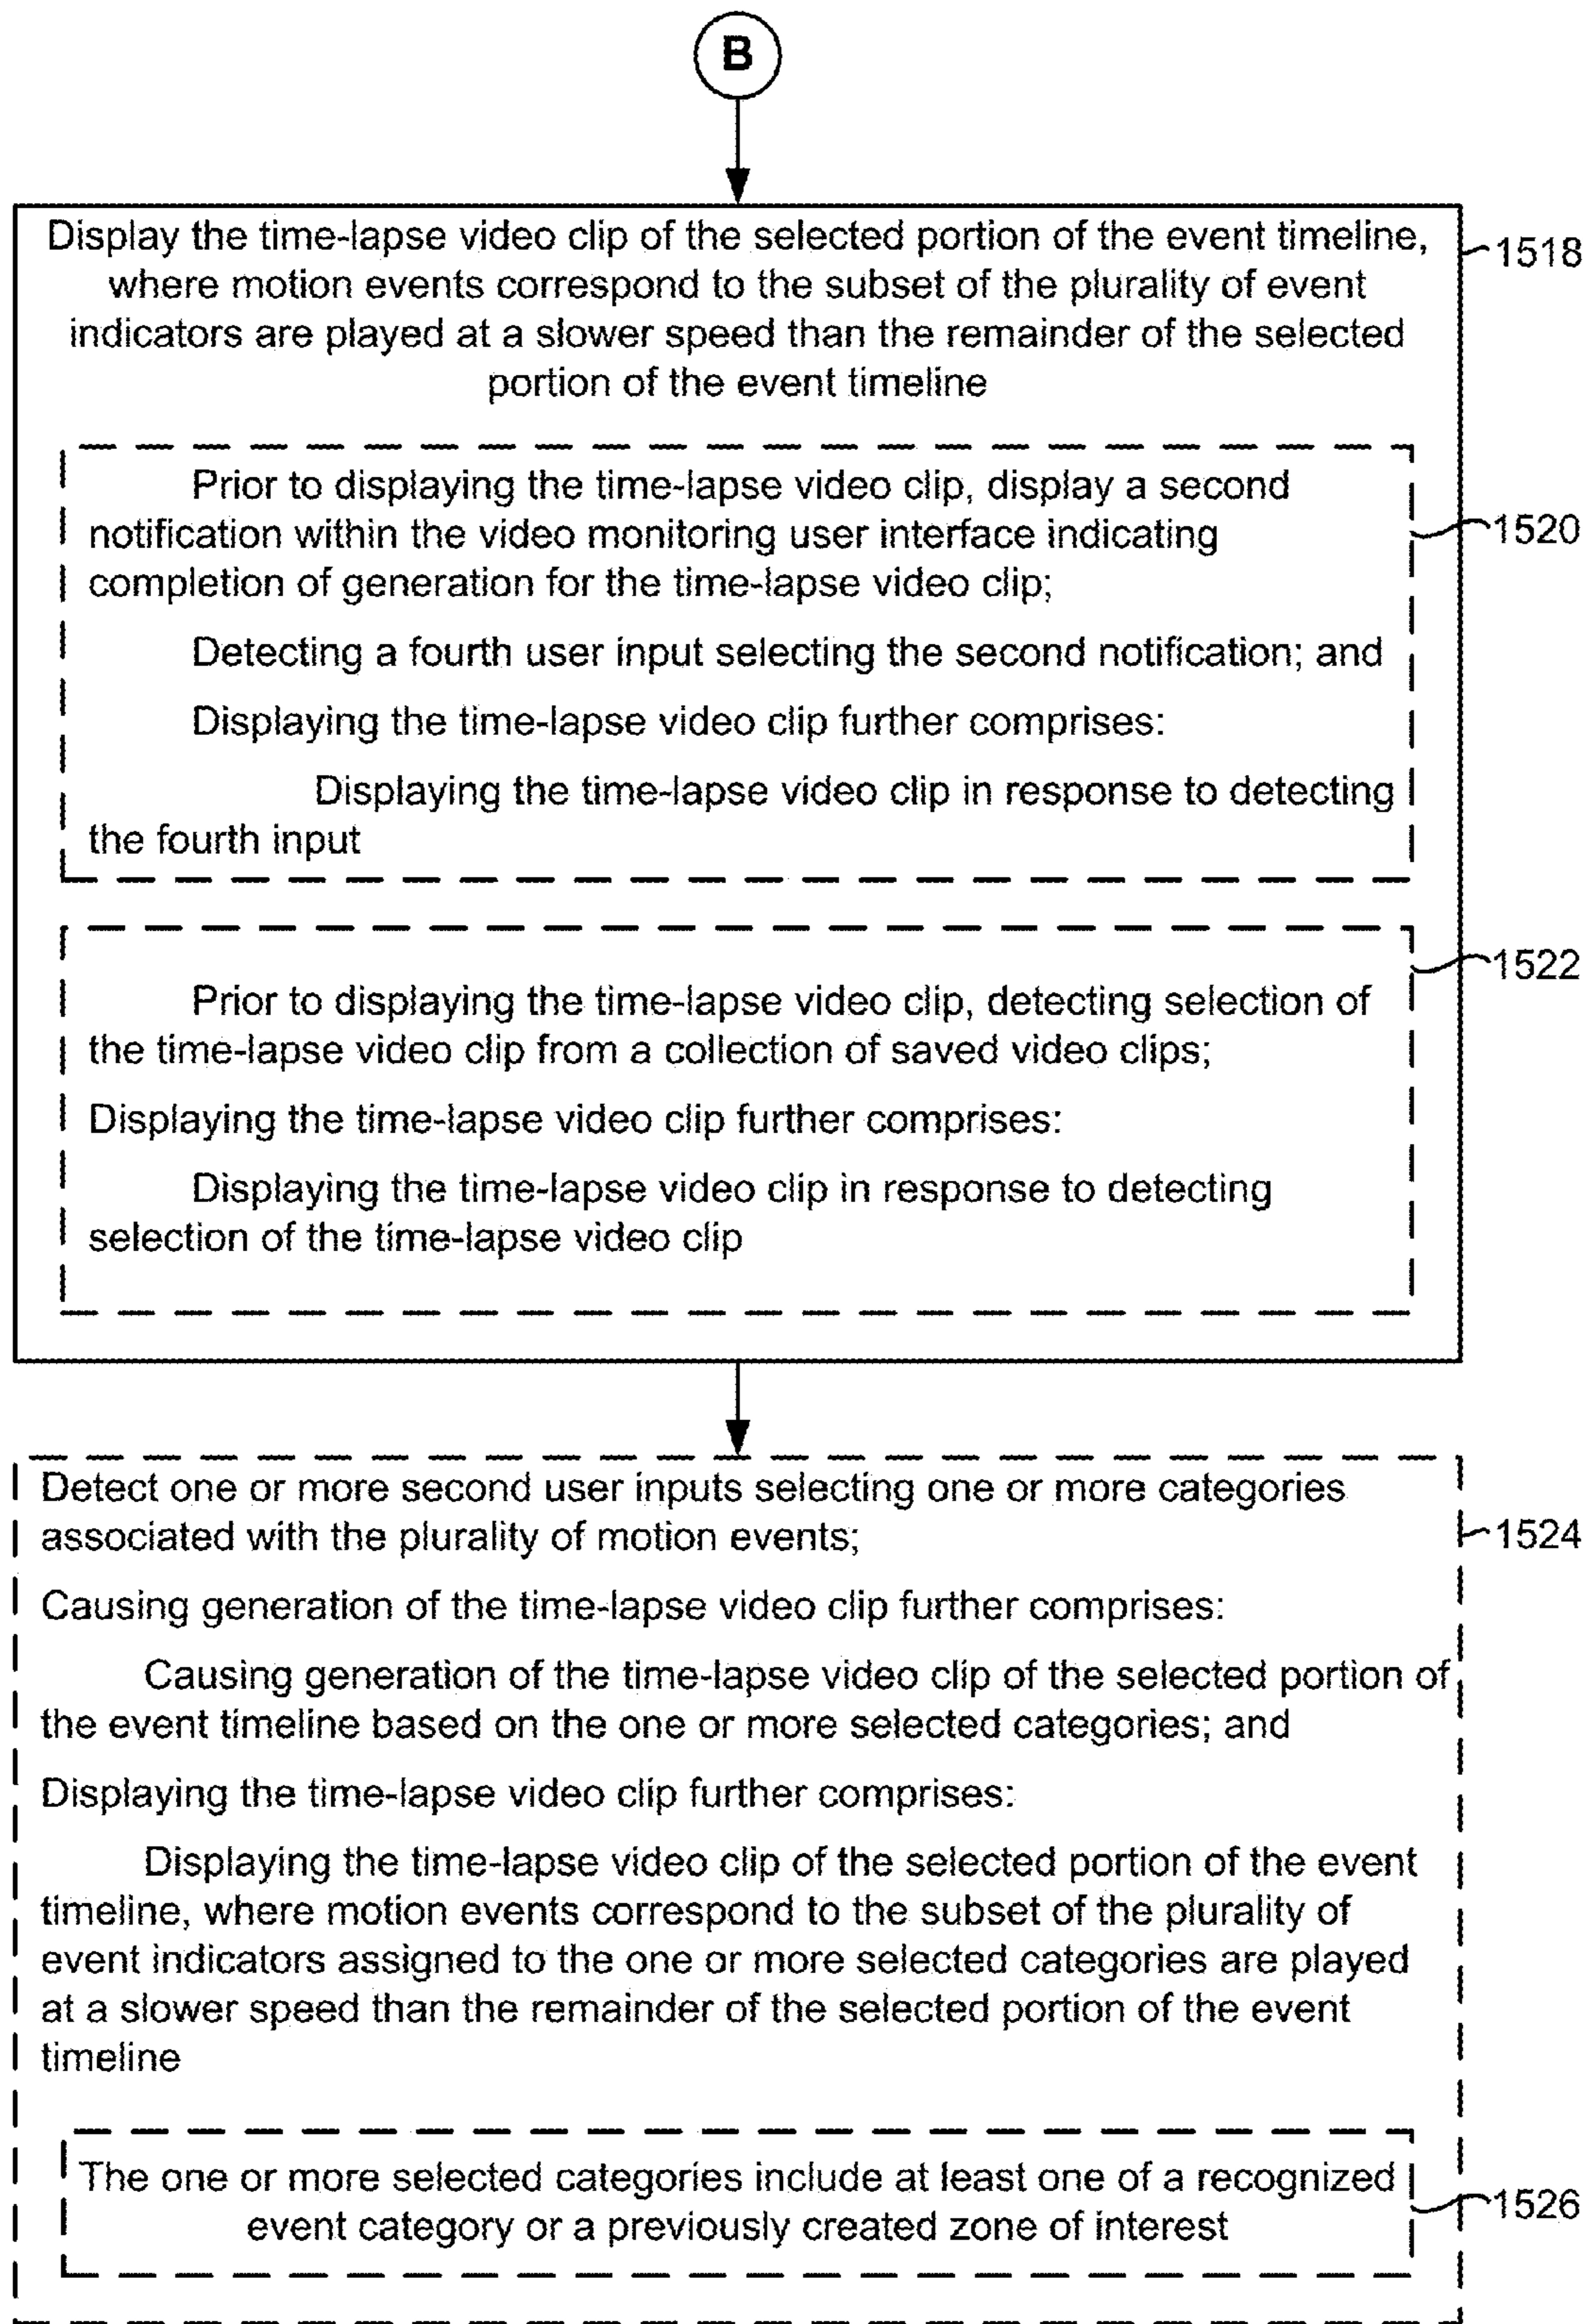 B
Display the time-lapse video clip of the selected portion of the event timeline,
where motion events correspond to the subset of the plurality of event
indicators are played at a slower speed than the remainder of the selected
portion of the event timeline
1518
Prior to displaying the time-lapse video clip, display a second
notification within the video monitoring user interface indicating
completion of generation for the time-lapse video clip;
1520
Detecting a fourth user input selecting the second notification; and
Displaying the time-lapse video clip further comprises:
Displaying the time-lapse video clip in response to detecting
the fourth input
1522
Prior to displaying the time-lapse video clip, detecting selection of
the time-lapse video clip from a collection of saved video clips;
Displaying the time-lapse video clip further comprises:
Displaying the time-lapse video clip in response to detecting
selection of the time-lapse video clip
Detect one or more second user inputs selecting one or more categories
associated with the plurality of motion events;
1524
Causing generation of the time-lapse video clip further comprises:
Causing generation of the time-lapse video clip of the selected portion of
the event timeline based on the one or more selected categories; and
Displaying the time-lapse video clip further comprises:
Displaying the time-lapse video clip of the selected portion of the event
timeline, where motion events correspond to the subset of the plurality of
event indicators assigned to the one or more selected categories are played
at a slower speed than the remainder of the selected portion of the event
timeline
The one or more selected categories include at least one of a recognized
event category or a previously created zone of interest
1526